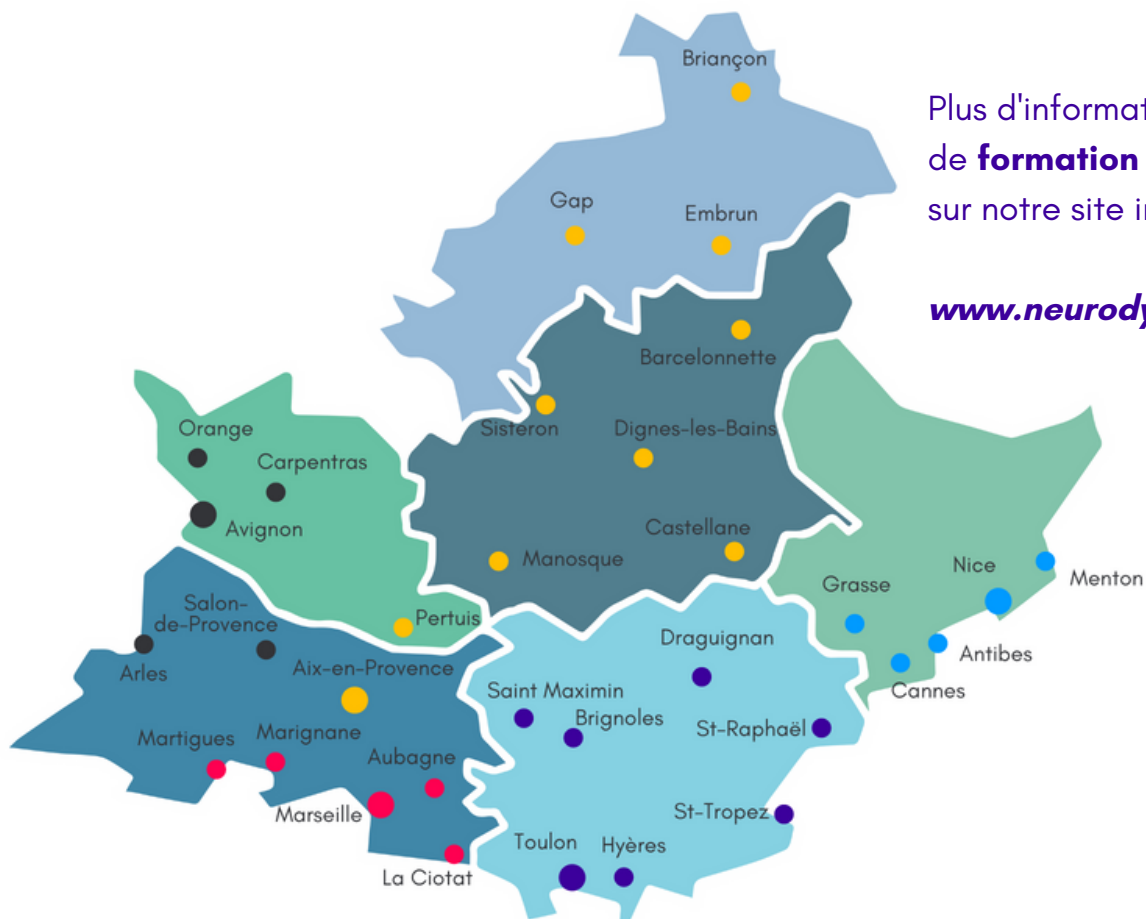 Briançon
Plus d'informat
de formation
sur notre site i
www.neurody
Gap
Embrun
Barcelonnette
Sisteron
Dignes-les-Bains
Orange
Carpentras
Avignon
Castellane
Manosque
Nice
Menton
Grasse
Antibes
Cannes
Pertuis
Salon-
de-Provence
Arles
Aix-en-Provence
Draguignan
Saint Maximin
Brignoles
St-Raphaël
Martigues
Marignane
Aubagne
Marseille
St-Tropez
Toulon
Hyères
La Ciotat